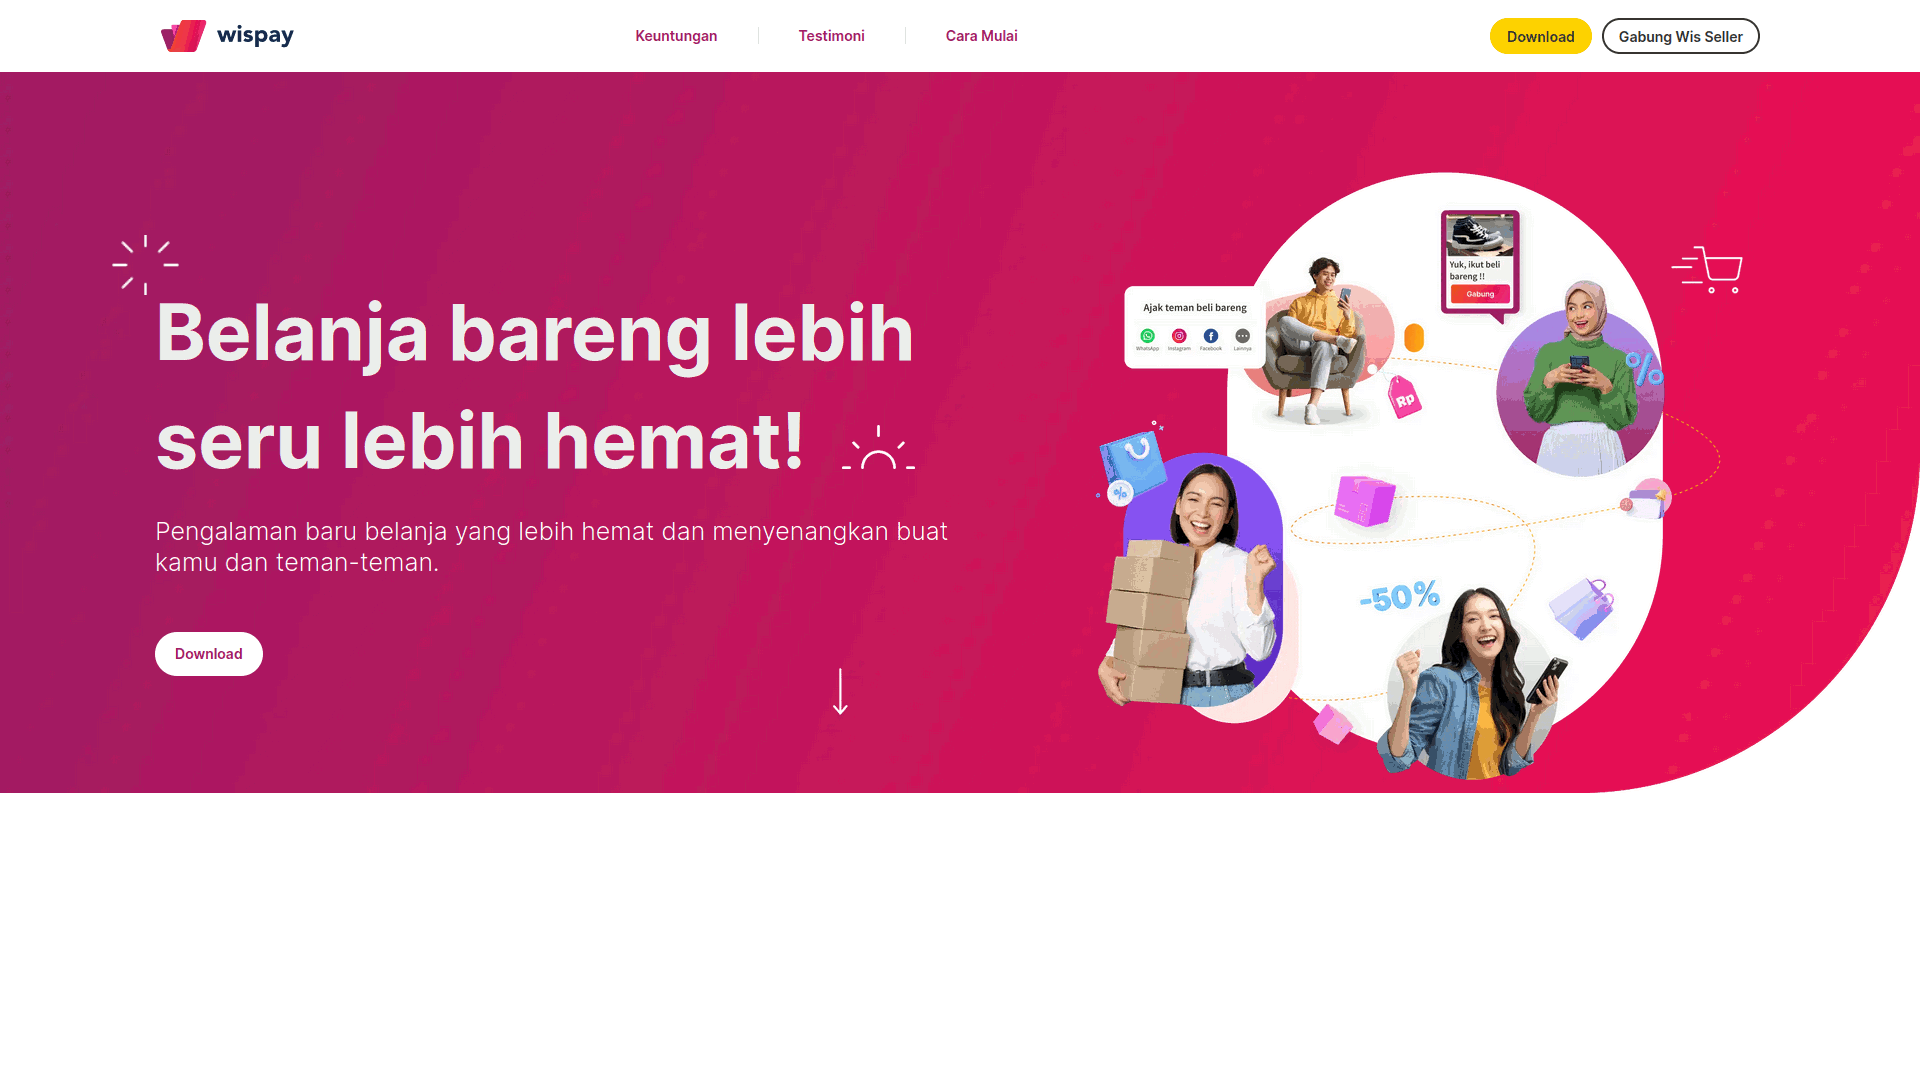 wispay
Keuntungan
Testimoni
Cara Mulai
Download
Gabung Wis Seller
Belanja bareng lebih
seru lebih hemat!
Pengalaman baru belanja yang lebih hemat dan menyenangkan buat
kamu dan teman-teman.
Download
Ajak teman beli bareng
WhatsApp
Instagram
Facebook
Lainnya
Yuk, ikut beli
bareng !!
Gabung
%
Rp
%
-50%